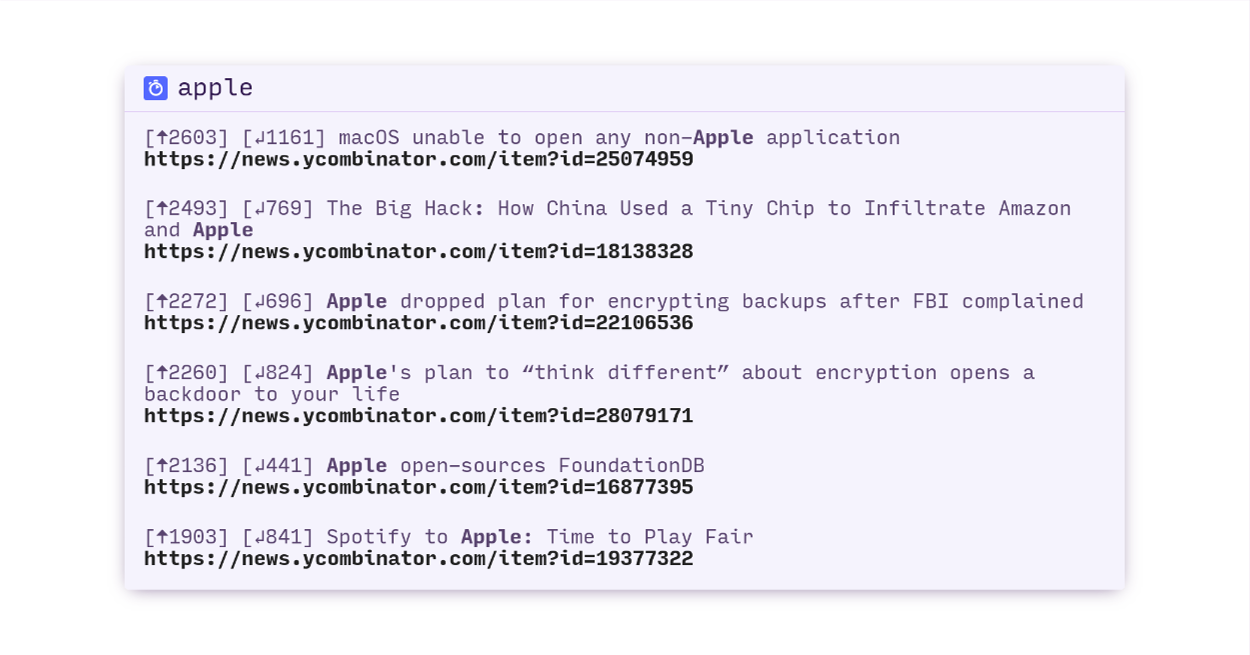 apple
[↑2603] [↲1161] macOS unable to open any non-Apple application
https://news.ycombinator.com/item?id=25074959
[↑2493] [↲769] The Big Hack: How China Used a Tiny Chip to Infiltrate Amazon
and Apple
https://news.ycombinator.com/item?id=18138328
[↑2272] [↲696] Apple dropped plan for encrypting backups after FBI complained
https://news.ycombinator.com/item?id=22106536
[↑2260] [↲824] Apple's plan to “think different” about encryption opens a
backdoor to your life
https://news.ycombinator.com/item?id=28079171
[↑2136] [↲441] Apple open-sources FoundationDB
https://news.ycombinator.com/item?id=16877395
[↑1903] [↲841] Spotify to Apple: Time to Play Fair
https://news.ycombinator.com/item?id=19377322